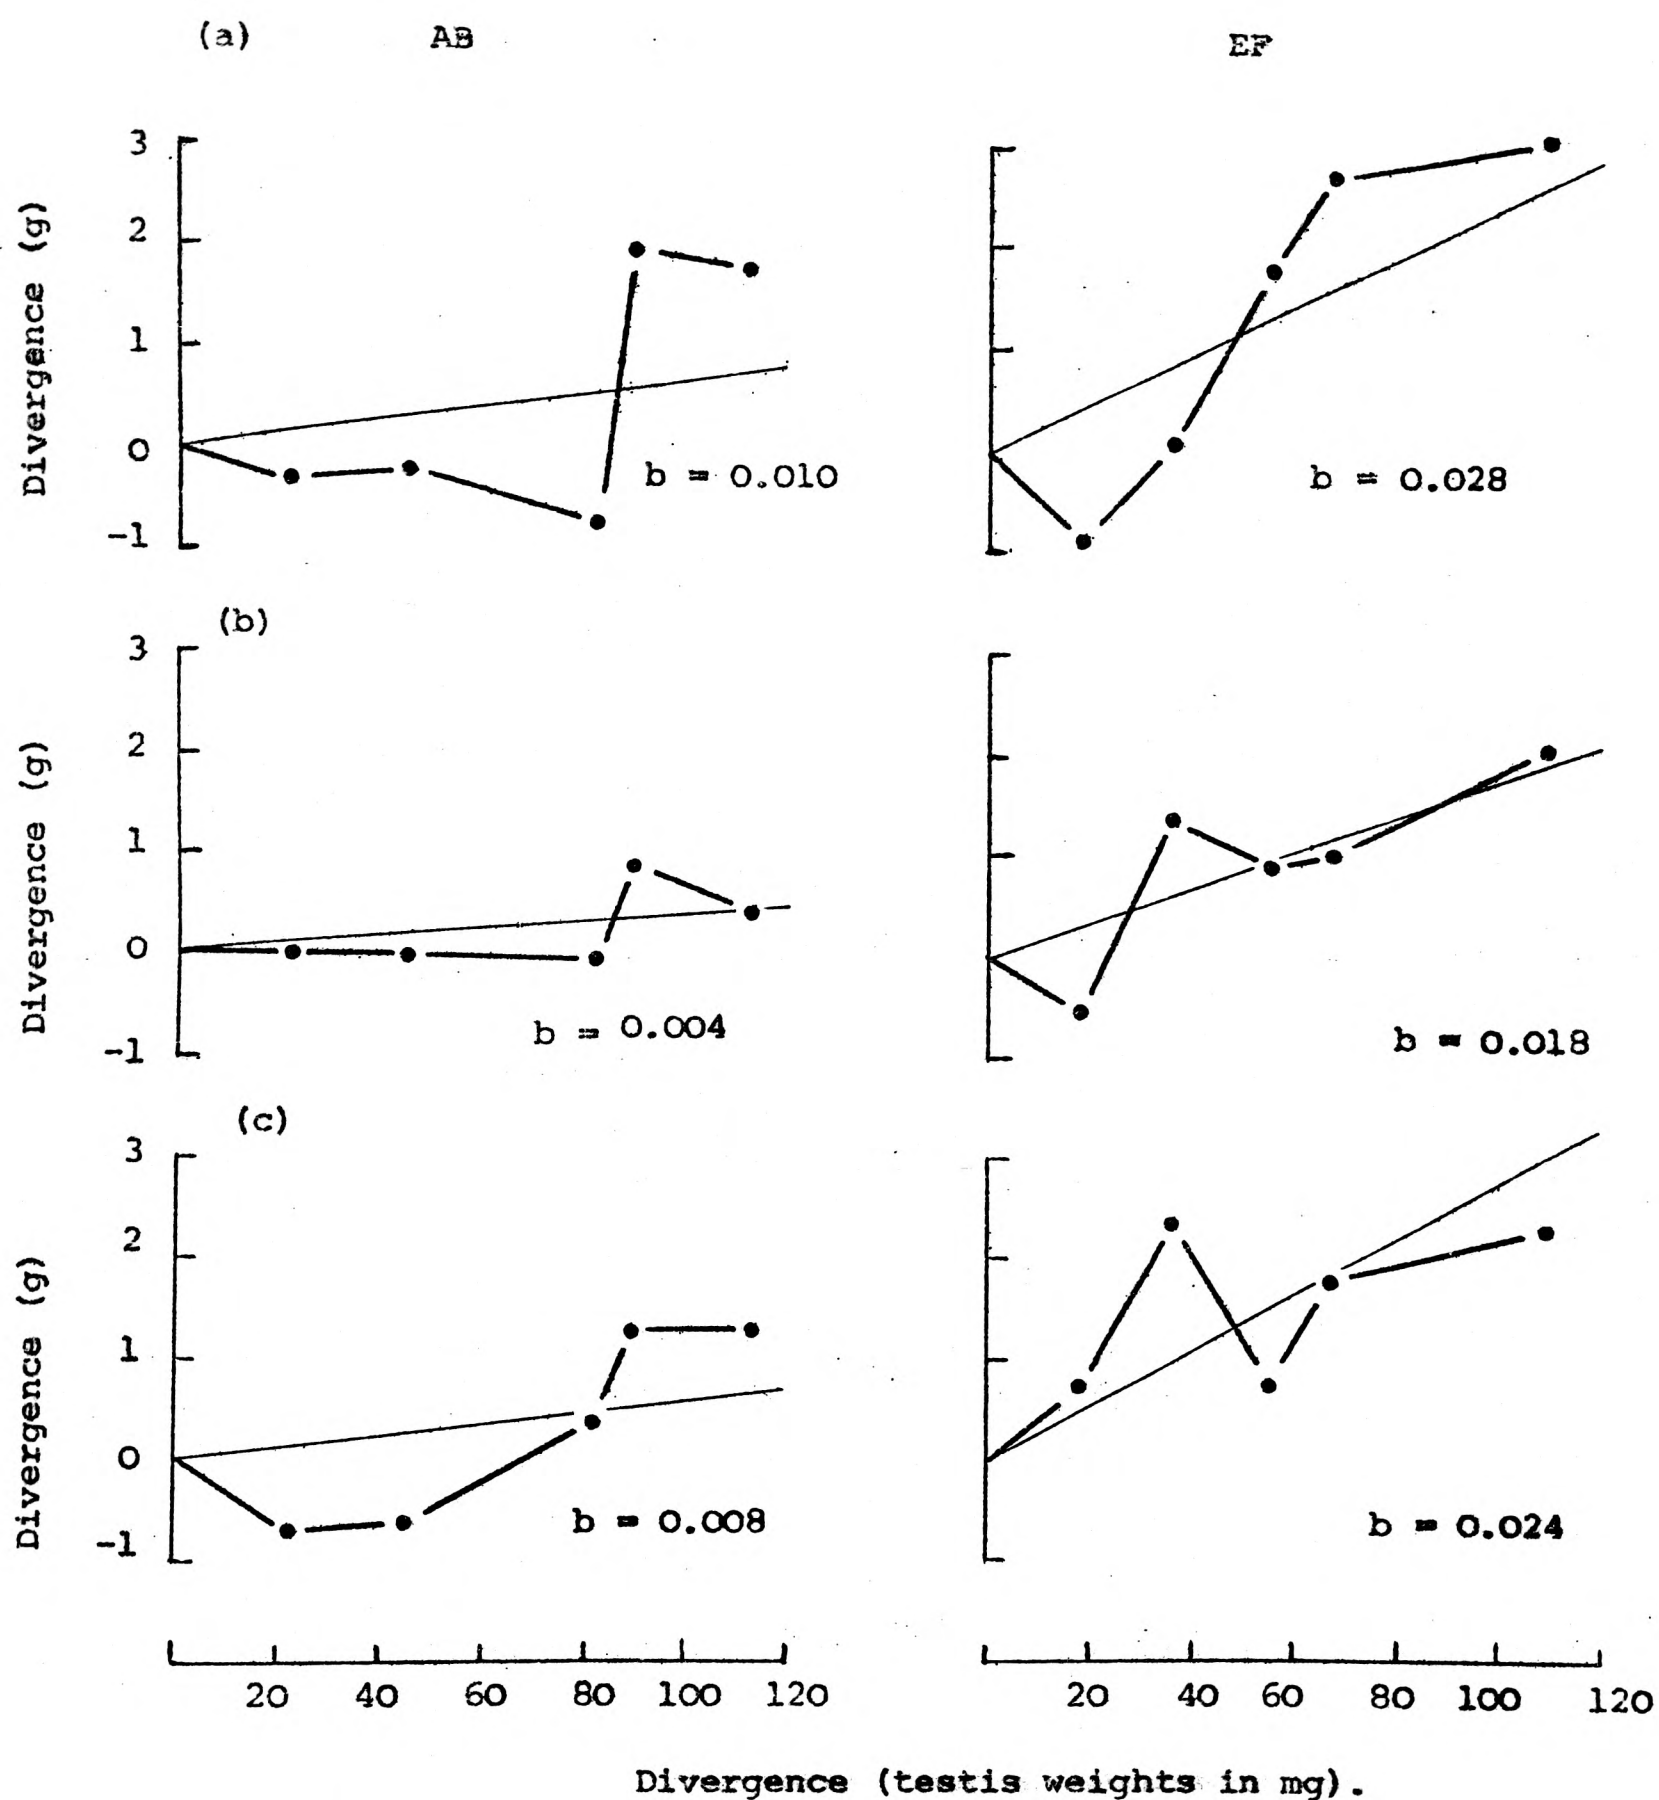 (a) AB EF
3
2
1
0
-1
Divergence (g)
b = 0.010
b = 0.028
(b)
3
2
1
0
-1
Divergence (g)
b = 0.004
b = 0.018
(c)
3
2
1
0
-1
Divergence (g)
b = 0.008
b = 0.024
20 40 60 80 100 120 20 40 60 80 100 120
Divergence (testis weights in mg).